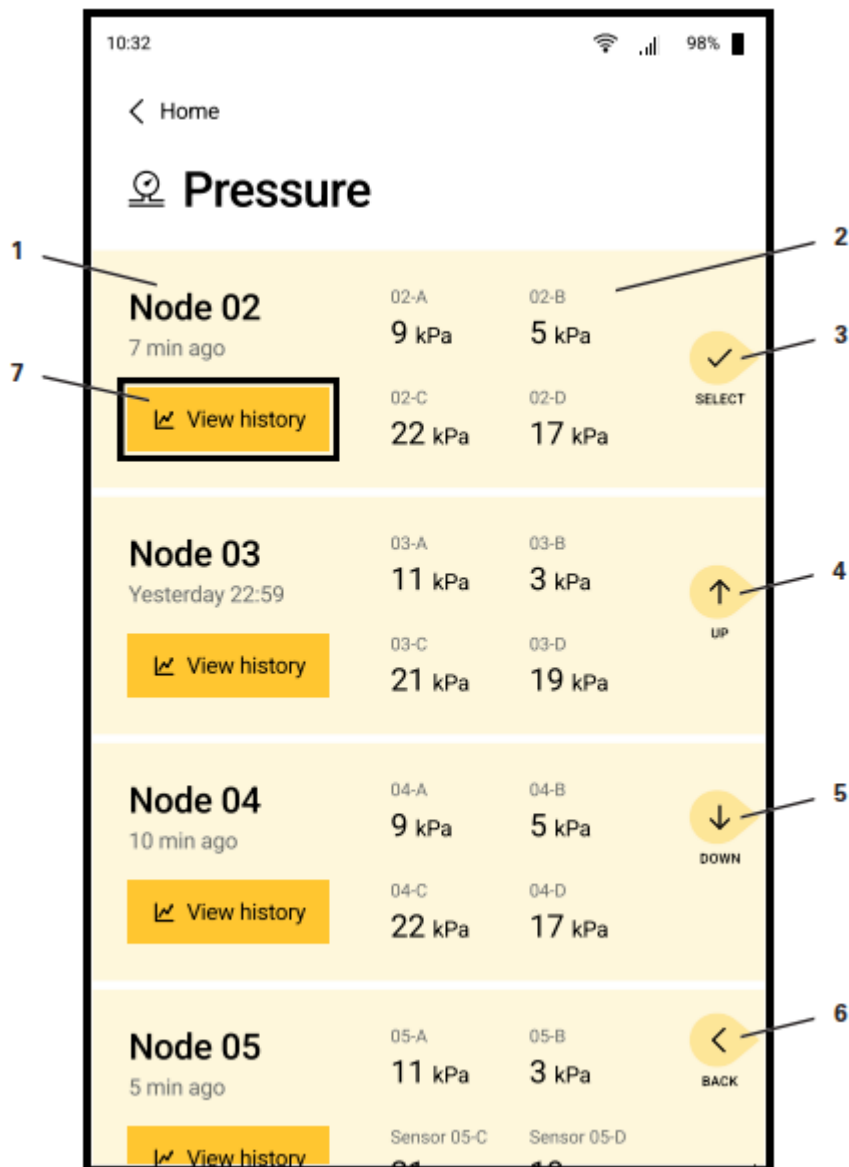 10:32 98%
Home
Pressure
1
2
Node 02
7 min ago
02-A 02-B
9 kPa 5 kPa
3
SELECT
7
View history
02-C 02-D
22 kPa 17 kPa
Node 03
Yesterday 22:59
03-A 03-B
11 kPa 3 kPa
4
UP
View history
03-C 03-D
21 kPa 19 kPa
Node 04
10 min ago
04-A 04-B
9 kPa 5 kPa
5
DOWN
View history
04-C 04-D
22 kPa 17 kPa
Node 05
5 min ago
05-A 05-B
11 kPa 3 kPa
6
BACK
View history
Sensor 05-C Sensor 05-D